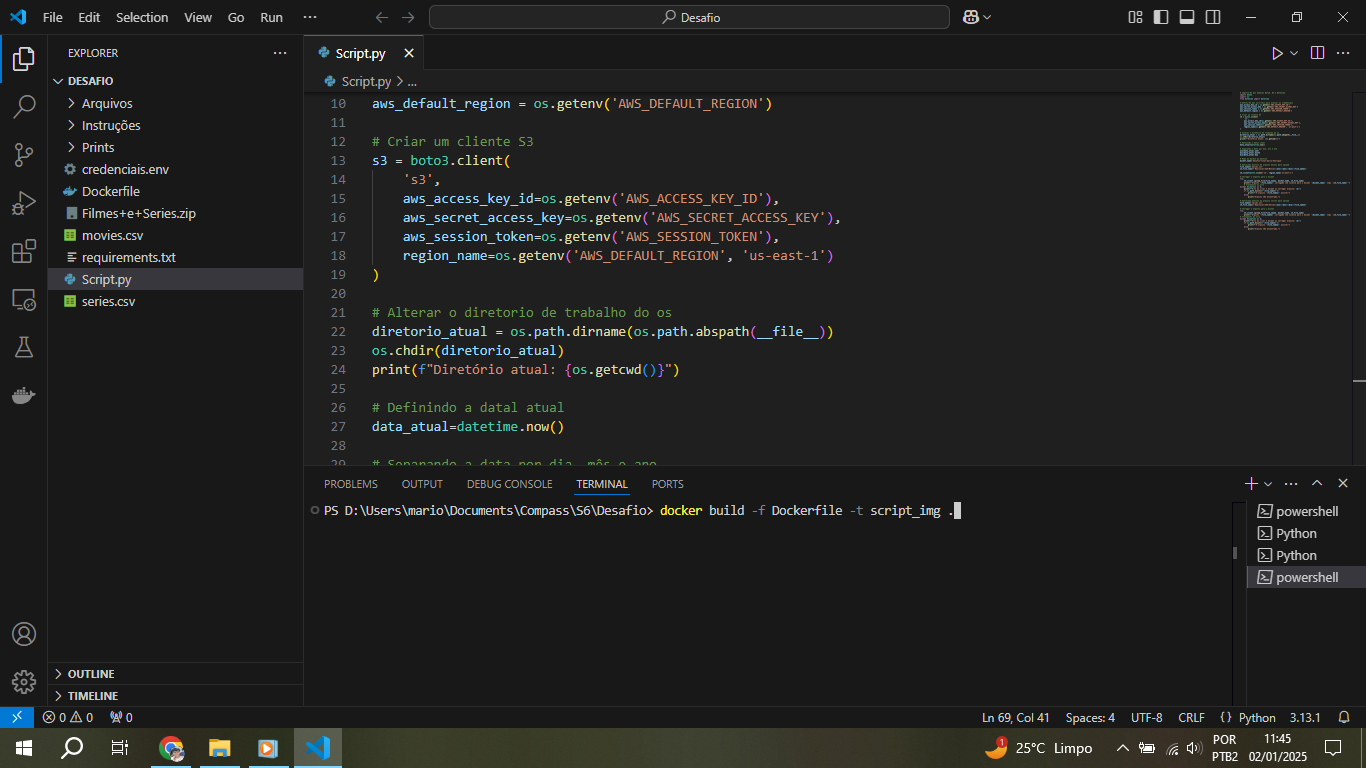 File Edit Selection View Go Run ··· Desafio
EXPLORER ···
DESAFIO
Arquivos
Instruções
Prints
credenciais.env
Dockerfile
Filmes+e+Series.zip
movies.csv
requirements.txt
Script.py
series.csv
OUTLINE
TIMELINE
Script.py
Script.py > ...
10 aws_default_region = os.getenv('AWS_DEFAULT_REGION')
11
12 # Criar um cliente S3
13 s3 = boto3.client(
14     's3',
15     aws_access_key_id=os.getenv('AWS_ACCESS_KEY_ID'),
16     aws_secret_access_key=os.getenv('AWS_SECRET_ACCESS_KEY'),
17     aws_session_token=os.getenv('AWS_SESSION_TOKEN'),
18     region_name=os.getenv('AWS_DEFAULT_REGION', 'us-east-1')
19 )
20
21 # Alterar o diretorio de trabalho do os
22 diretorio_atual = os.path.dirname(os.path.abspath(__file__))
23 os.chdir(diretorio_atual)
24 print(f"Diretório atual: {os.getcwd()}")
25
26 # Definindo a datal atual
27 data_atual=datetime.now()
28
29 # Separando a data por dia, mês e ano
PROBLEMS OUTPUT DEBUG CONSOLE TERMINAL PORTS
PS D:\Users\mario\Documents\Compass\S6\Desafio> docker build -f Dockerfile -t script_img .
powershell
Python
Python
powershell
0 0 0 Ln 69, Col 41 Spaces: 4 UTF-8 CRLF {} Python 3.13.1
1 25°C Limpo POR PTB2 11:45 02/01/2025